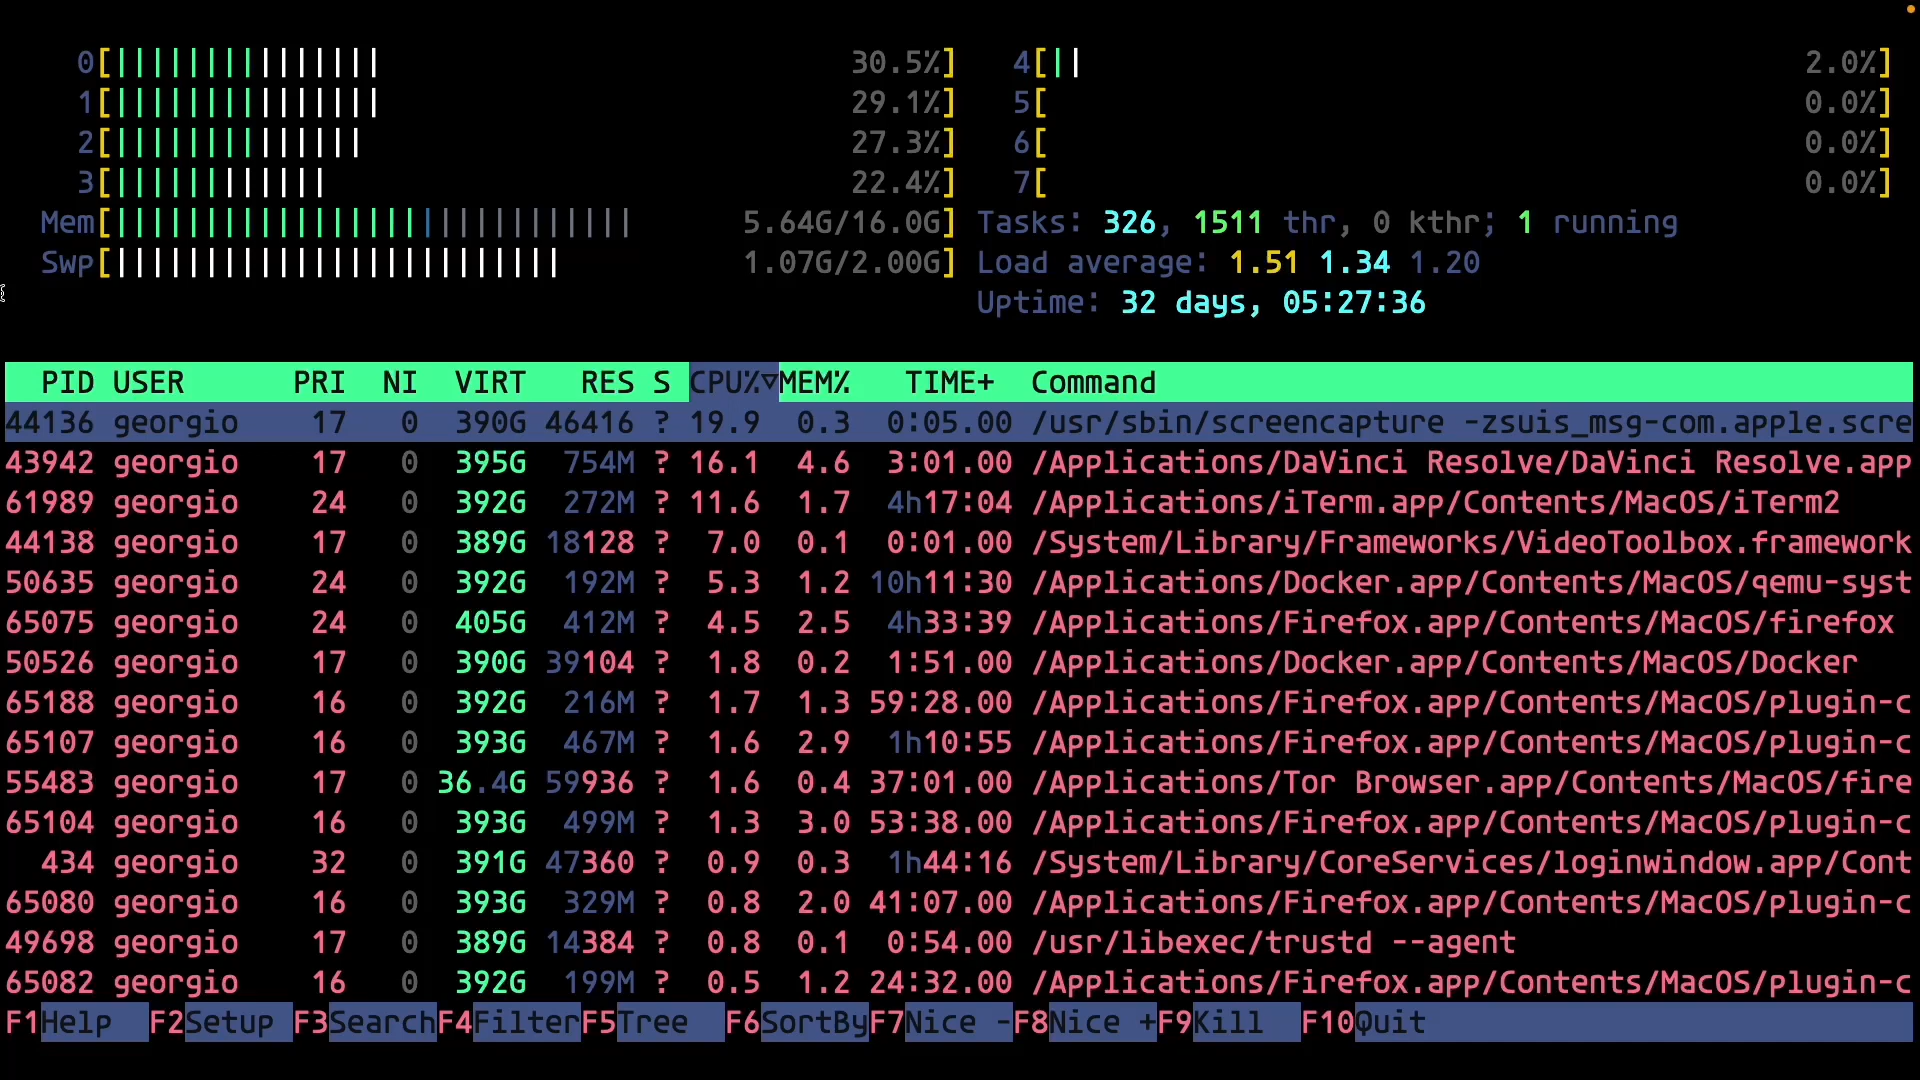 0[||||||||||||||| 30.5%] 4[|| 2.0%]
1[||||||||||||||| 29.1%] 5[ 0.0%]
2[|||||||||||||| 27.3%] 6[ 0.0%]
3[|||||||||||| 22.4%] 7[ 0.0%]
Mem[||||||||||||||||||||||||||||| 5.64G/16.0G] Tasks: 326, 1511 thr, 0 kthr; 1 running
Swp[||||||||||||||||||||||||| 1.07G/2.00G] Load average: 1.51 1.34 1.20
Uptime: 32 days, 05:27:36
PID USER PRI NI VIRT RES S CPU%▽MEM% TIME+ Command
44136 georgio 17 0 390G 46416 ? 19.9 0.3 0:05.00 /usr/sbin/screencapture -zsuis_msg-com.apple.scre
43942 georgio 17 0 395G 754M ? 16.1 4.6 3:01.00 /Applications/DaVinci Resolve/DaVinci Resolve.app
61989 georgio 24 0 392G 272M ? 11.6 1.7 4h17:04 /Applications/iTerm.app/Contents/MacOS/iTerm2
44138 georgio 17 0 389G 18128 ? 7.0 0.1 0:01.00 /System/Library/Frameworks/VideoToolbox.framework
50635 georgio 24 0 392G 192M ? 5.3 1.2 10h11:30 /Applications/Docker.app/Contents/MacOS/qemu-syst
65075 georgio 24 0 405G 412M ? 4.5 2.5 4h33:39 /Applications/Firefox.app/Contents/MacOS/firefox
50526 georgio 17 0 390G 39104 ? 1.8 0.2 1:51.00 /Applications/Docker.app/Contents/MacOS/Docker
65188 georgio 16 0 392G 216M ? 1.7 1.3 59:28.00 /Applications/Firefox.app/Contents/MacOS/plugin-c
65107 georgio 16 0 393G 467M ? 1.6 2.9 1h10:55 /Applications/Firefox.app/Contents/MacOS/plugin-c
55483 georgio 17 0 36.4G 59936 ? 1.6 0.4 37:01.00 /Applications/Tor Browser.app/Contents/MacOS/fire
65104 georgio 16 0 393G 499M ? 1.3 3.0 53:38.00 /Applications/Firefox.app/Contents/MacOS/plugin-c
434 georgio 32 0 391G 47360 ? 0.9 0.3 1h44:16 /System/Library/CoreServices/loginwindow.app/Cont
65080 georgio 16 0 393G 329M ? 0.8 2.0 41:07.00 /Applications/Firefox.app/Contents/MacOS/plugin-c
49698 georgio 17 0 389G 14384 ? 0.8 0.1 0:54.00 /usr/libexec/trustd --agent
65082 georgio 16 0 392G 199M ? 0.5 1.2 24:32.00 /Applications/Firefox.app/Contents/MacOS/plugin-c
F1Help F2Setup F3SearchF4FilterF5Tree F6SortByF7Nice -F8Nice +F9Kill F10Quit